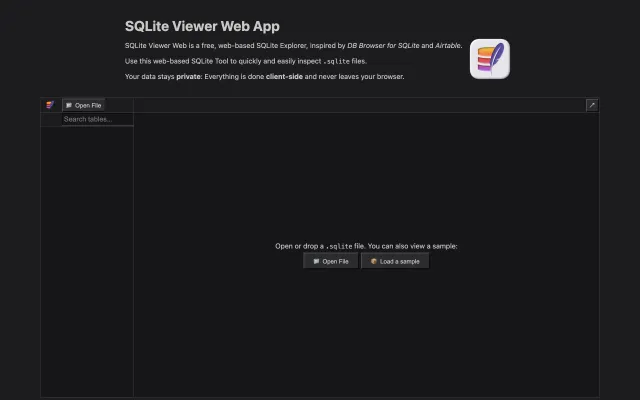 SQLite Viewer Web App
SQLite Viewer Web is a free, web-based SQLite Explorer, inspired by DB Browser for SQLite and Airtable.
Use this web-based SQLite Tool to quickly and easily inspect .sqlite files.
Your data stays private: Everything is done client-side and never leaves your browser.
Open File
Search tables...
Open or drop a .sqlite file. You can also view a sample:
Open File Load a sample